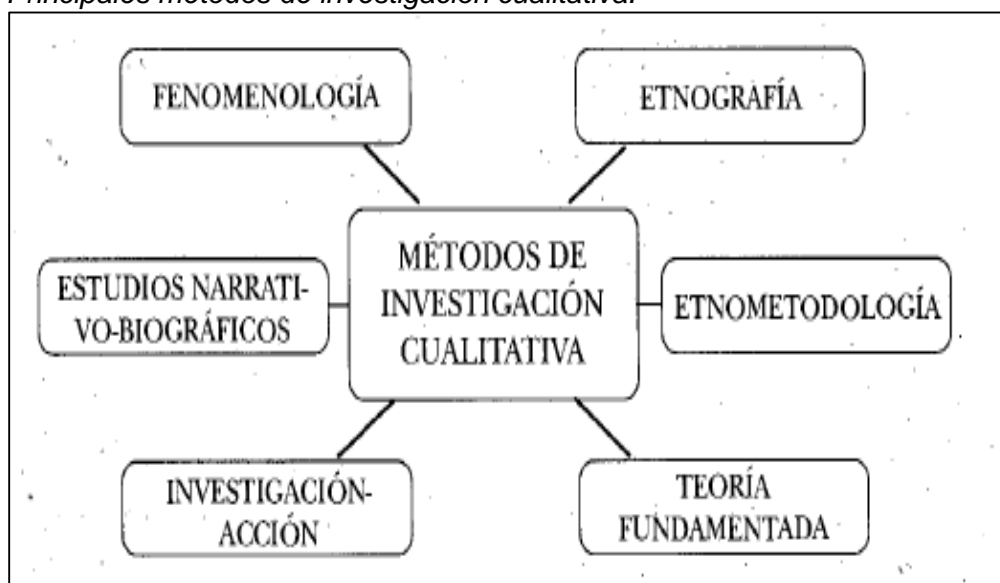 Principales métodos de investigación cualitativa.
FENOMENOLOGÍA
ETNOGRAFÍA
MÉTODOS DE
INVESTIGACIÓN
CUALITATIVA
ESTUDIOS NARRATI-
VO-BIOGRÁFICOS
ETNOMETODOLOGÍA
INVESTIGACIÓN-
ACCIÓN
TEORÍA
FUNDAMENTADA